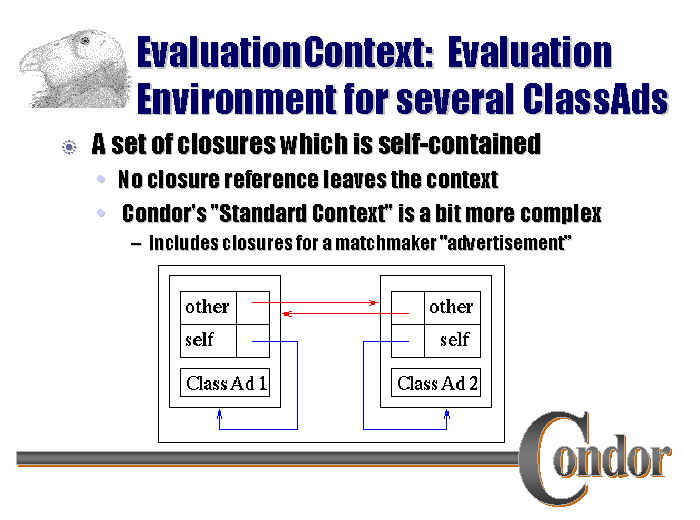 EvaluationContext: Evaluation
Environment for several ClassAds
A set of closures which is self-contained
No closure reference leaves the context
Condor's "Standard Context" is a bit more complex
– Includes closures for a matchmaker "advertisement"
other
self
Class Ad 1
other
self
Class Ad 2
Condor